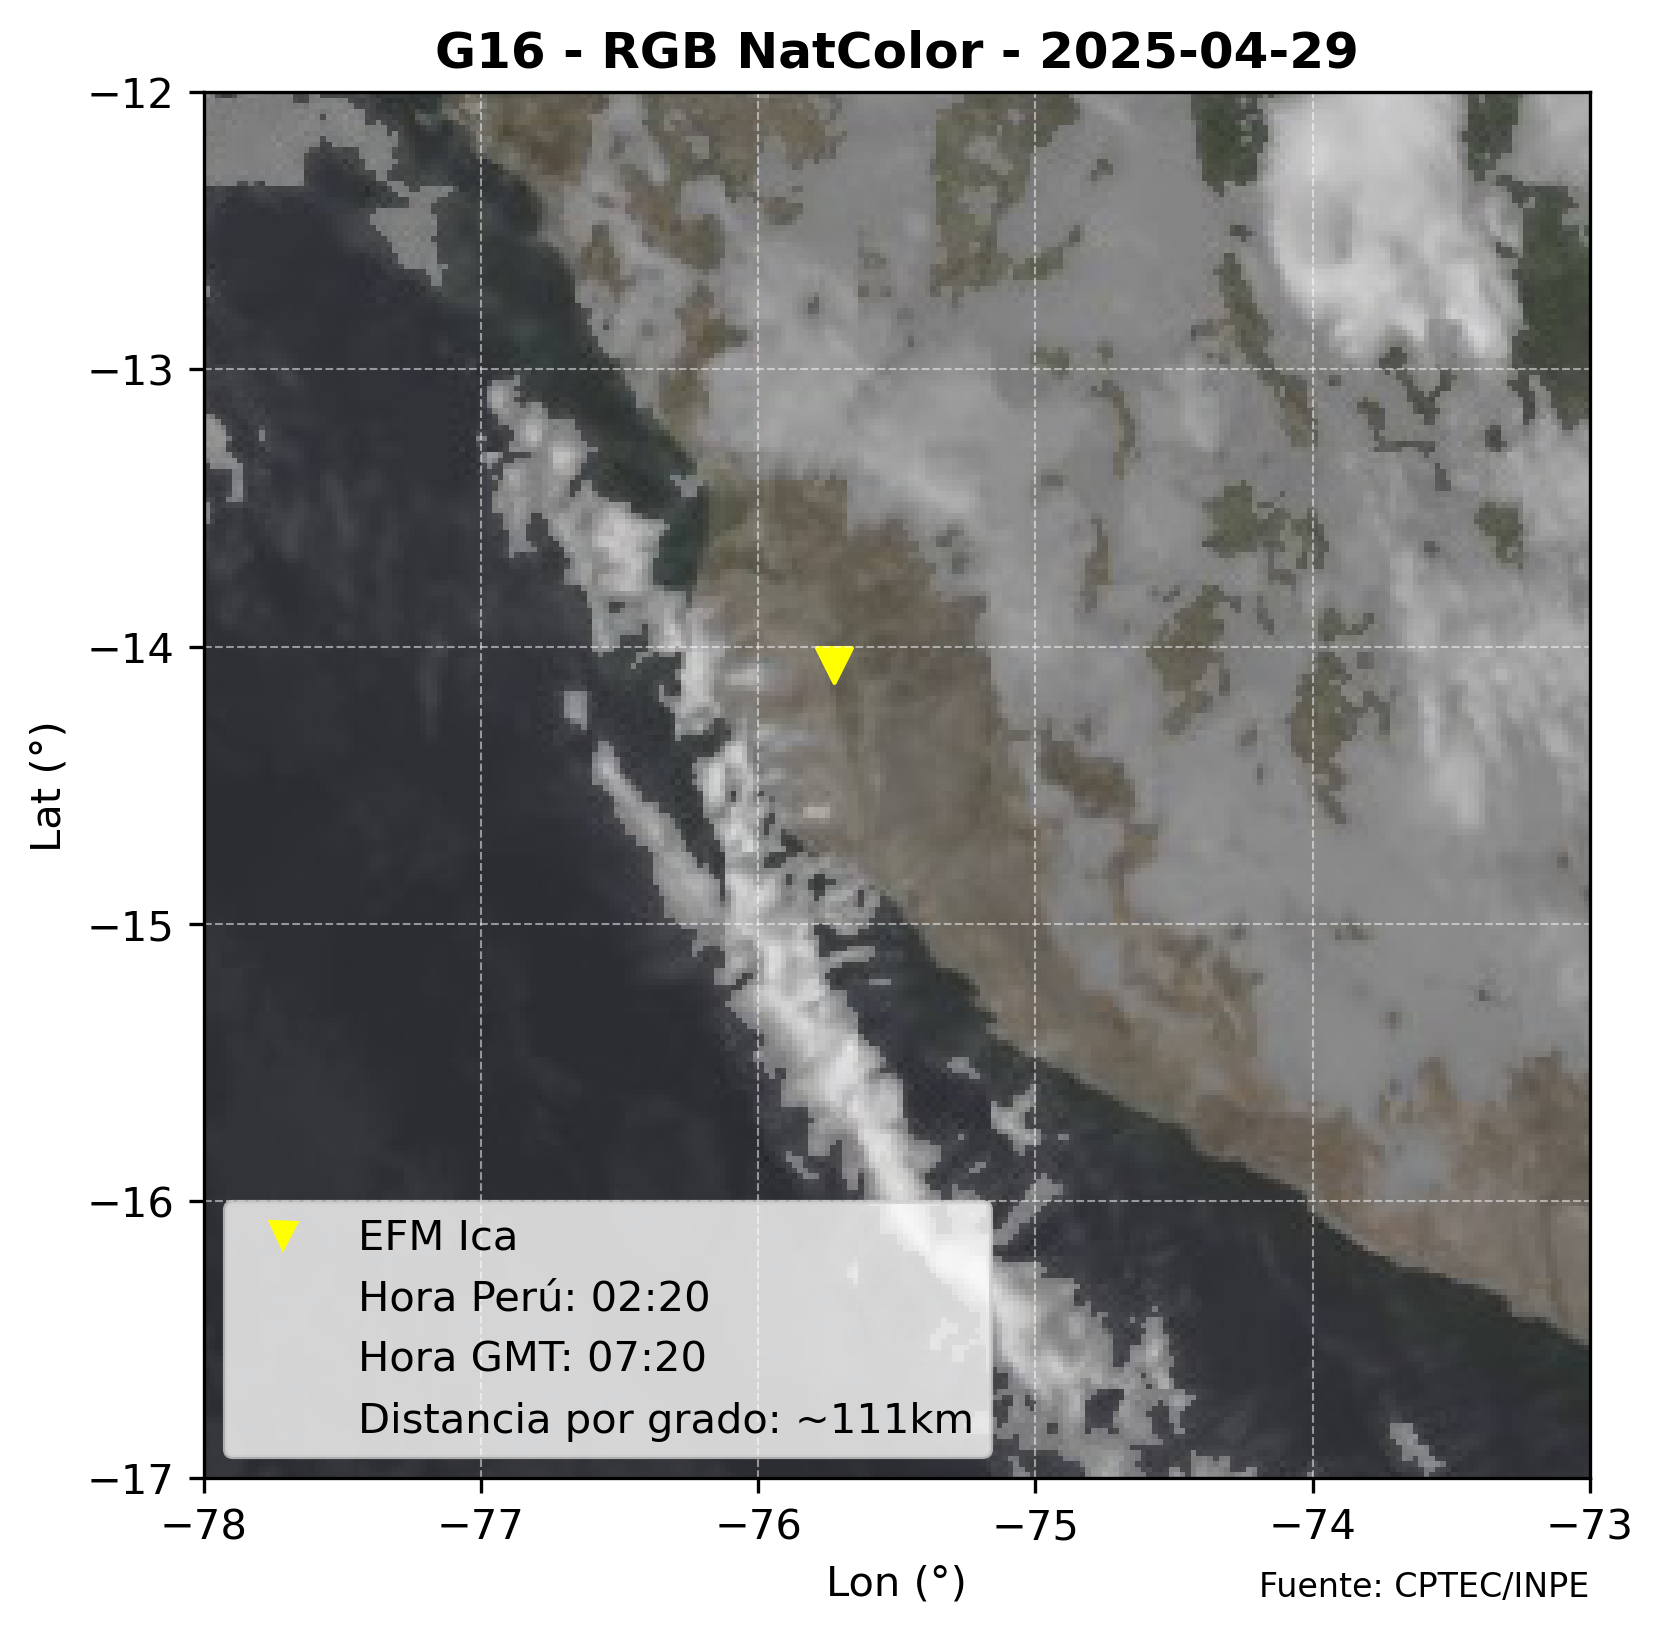 G16 - RGB NatColor - 2025-04-29
−12
−13
−14
−15
−16
−17
Lat (°)
EFM Ica
Hora Perú: 02:20
Hora GMT: 07:20
Distancia por grado: ~111km
−78 −77 −76 −75 −74 −73
Lon (°)
Fuente: CPTEC/INPE